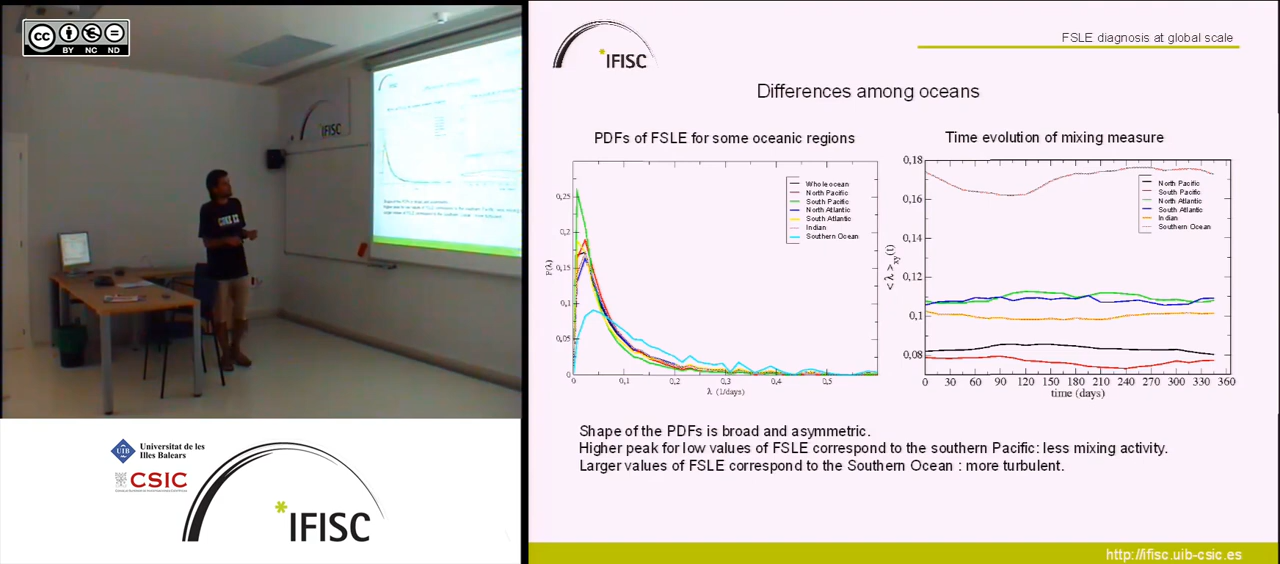 cc
BY NC ND
IFISC
Universitat de les
Illes Balears
UIB
CSIC
IFISC
IFISC
FSLE diagnosis at global scale
Differences among oceans
PDFs of FSLE for some oceanic regions
Time evolution of mixing measure
0,25
0,2
0,15
0,1
0,05
0
P(λ)
Whole ocean
North Pacific
South Pacific
North Atlantic
South Atlantic
Indian
Southern Ocean
0 0,1 0,2 0,3 0,4 0,5
λ (1/days)
0,18
0,16
0,14
0,12
0,1
0,08
< λ >xy(t)
North Pacific
South Pacific
North Atlantic
South Atlantic
Indian
Southern Ocean
0 30 60 90 120 150 180 210 240 270 300 330 360
time (days)
Shape of the PDFs is broad and asymmetric.
Higher peak for low values of FSLE correspond to the southern Pacific: less mixing activity.
Larger values of FSLE correspond to the Southern Ocean : more turbulent.
http://ifisc.uib-csic.es